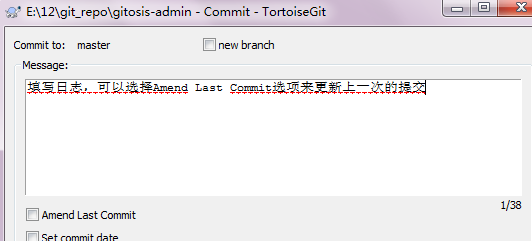 E:\12\git_repo\gitosis-admin - Commit - TortoiseGit
Commit to: master new branch
Message:
填写日志，可以选择Amend Last Commit选项来更新上一次的提交
1/38
Amend Last Commit
Set commit date